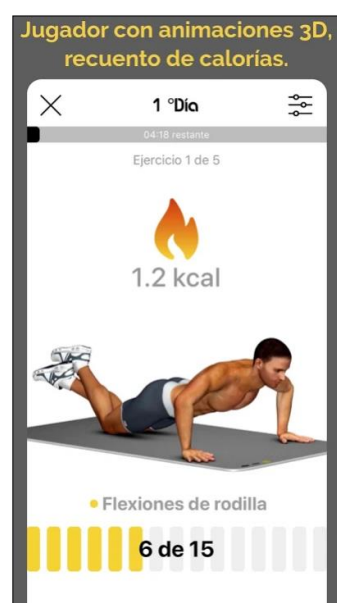 Jugador con animaciones 3D,
recuento de calorías.
1 °Día
04:18 restante
Ejercicio 1 de 5
1.2 kcal
Flexiones de rodilla
6 de 15